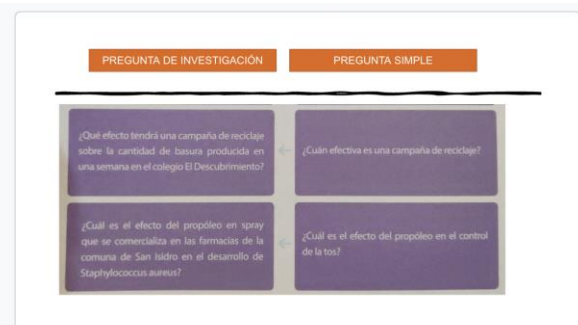 PREGUNTA DE INVESTIGACIÓN
PREGUNTA SIMPLE
¿Qué efecto tendrá una campaña de reciclaje
sobre la cantidad de basura producida en
una semana en el colegio El Descubrimiento?
¿Cuán efectiva es una campaña de reciclaje?
¿Cuál es el efecto del propóleo en spray
que se comercializa en las farmacias de la
comuna de San Isidro en el desarrollo de
Staphylococcus aureus?
¿Cuál es el efecto del propóleo en el control
de la tos?